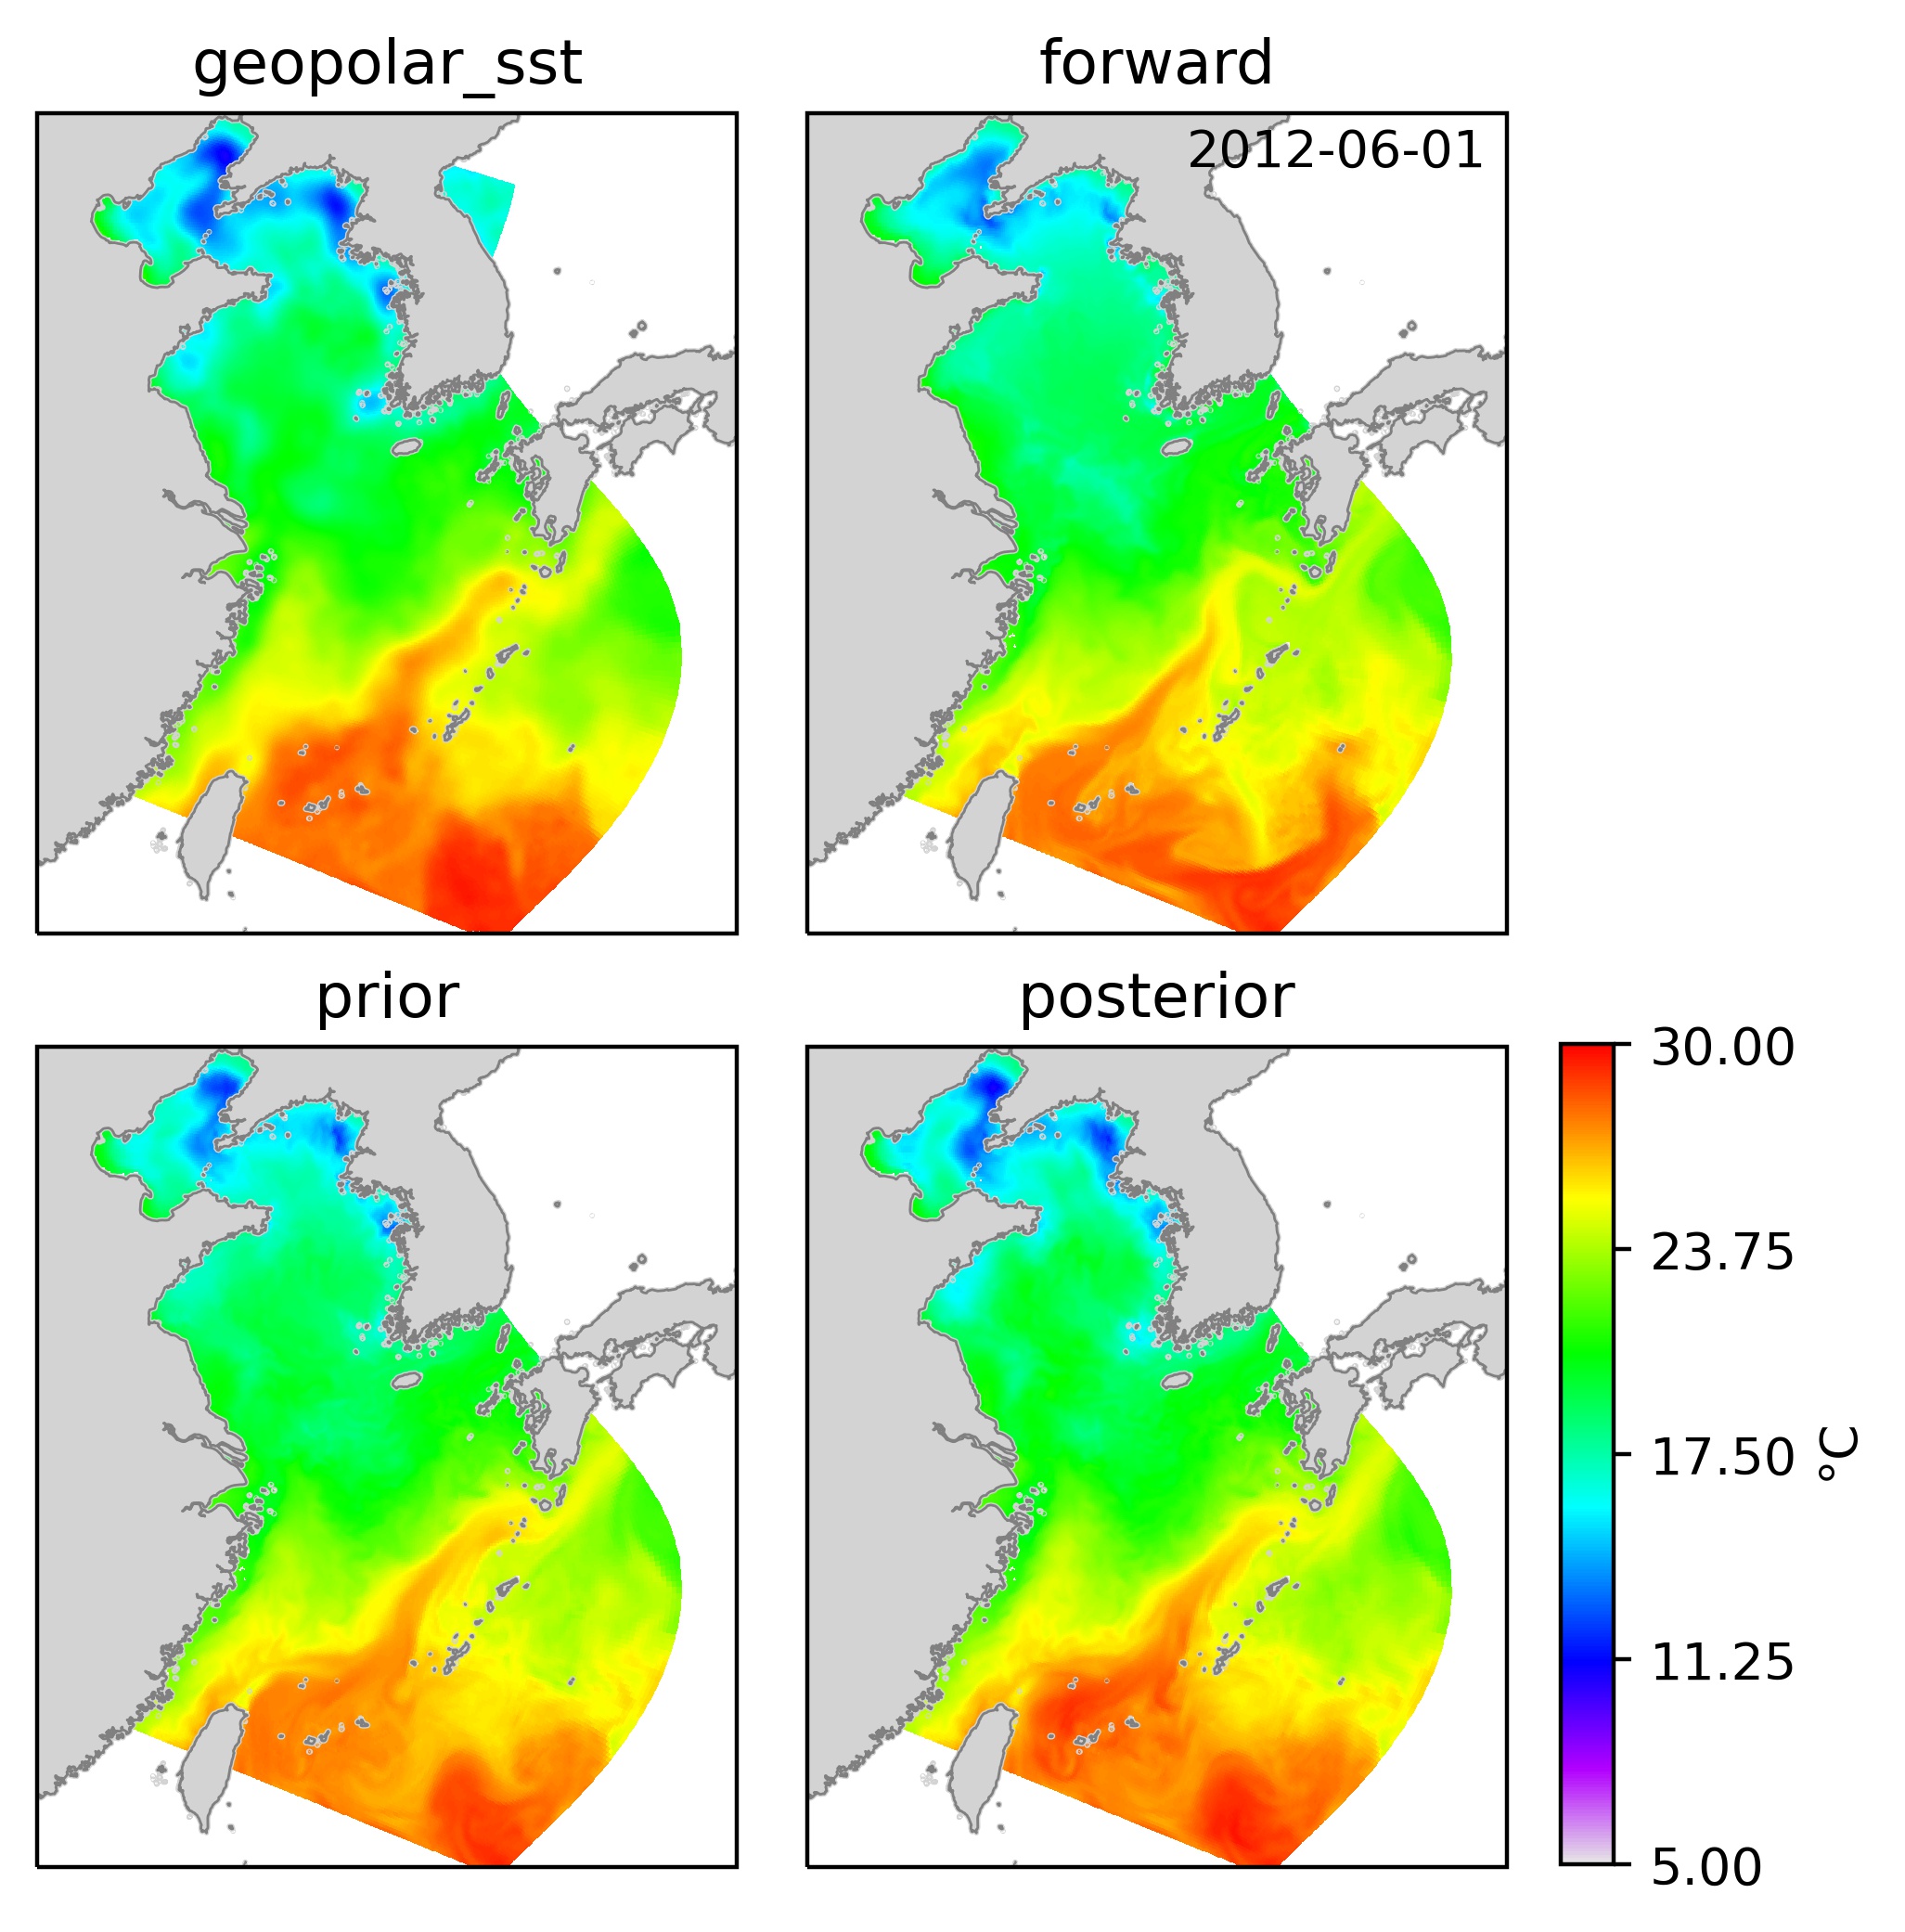 geopolar_sst
forward
2012-06-01
prior
posterior
30.00
23.75
17.50
11.25
5.00
°C